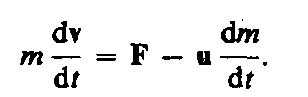 m dv/dt = F − u dm/dt.